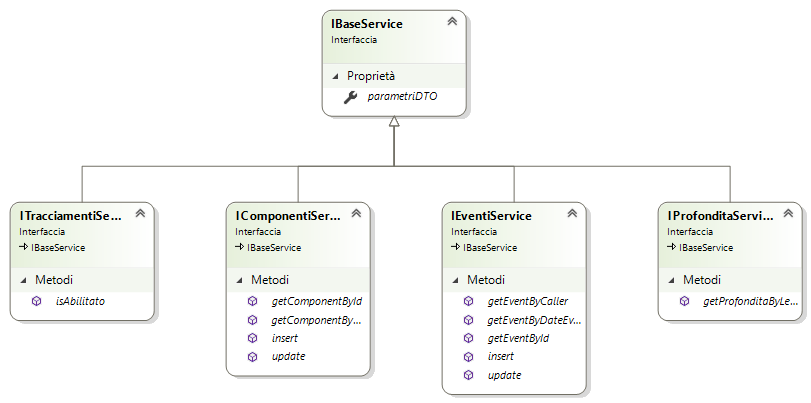 IBaseService
Interfaccia
Proprietà
parametriDTO
ITracciamentiSe...
Interfaccia
IBaseService
Metodi
isAbilitato
IComponentiSer...
Interfaccia
IBaseService
Metodi
getComponentById
getComponentBy...
insert
update
IEventiService
Interfaccia
IBaseService
Metodi
getEventByCaller
getEventByDateEv...
getEventById
insert
update
IProfonditaServi...
Interfaccia
IBaseService
Metodi
getProfonditaByLe...